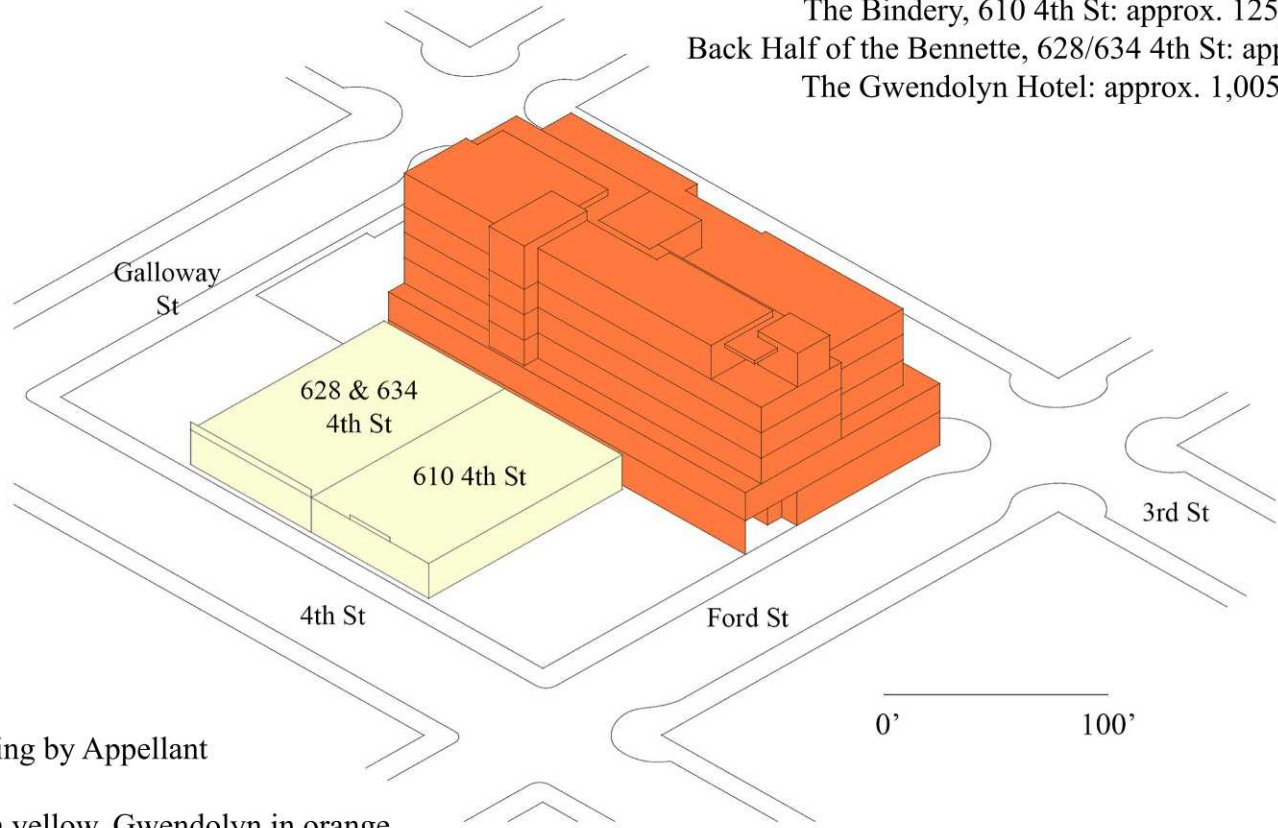 The Bindery, 610 4th St: approx. 125
Back Half of the Bennette, 628/634 4th St:
The Gwendolyn Hotel: approx. 1,005
Galloway
St
628 & 634
4th St
610 4th St
3rd St
4th St
Ford St
0’
100’
by Appellant
yellow, Gwendolyn in orange